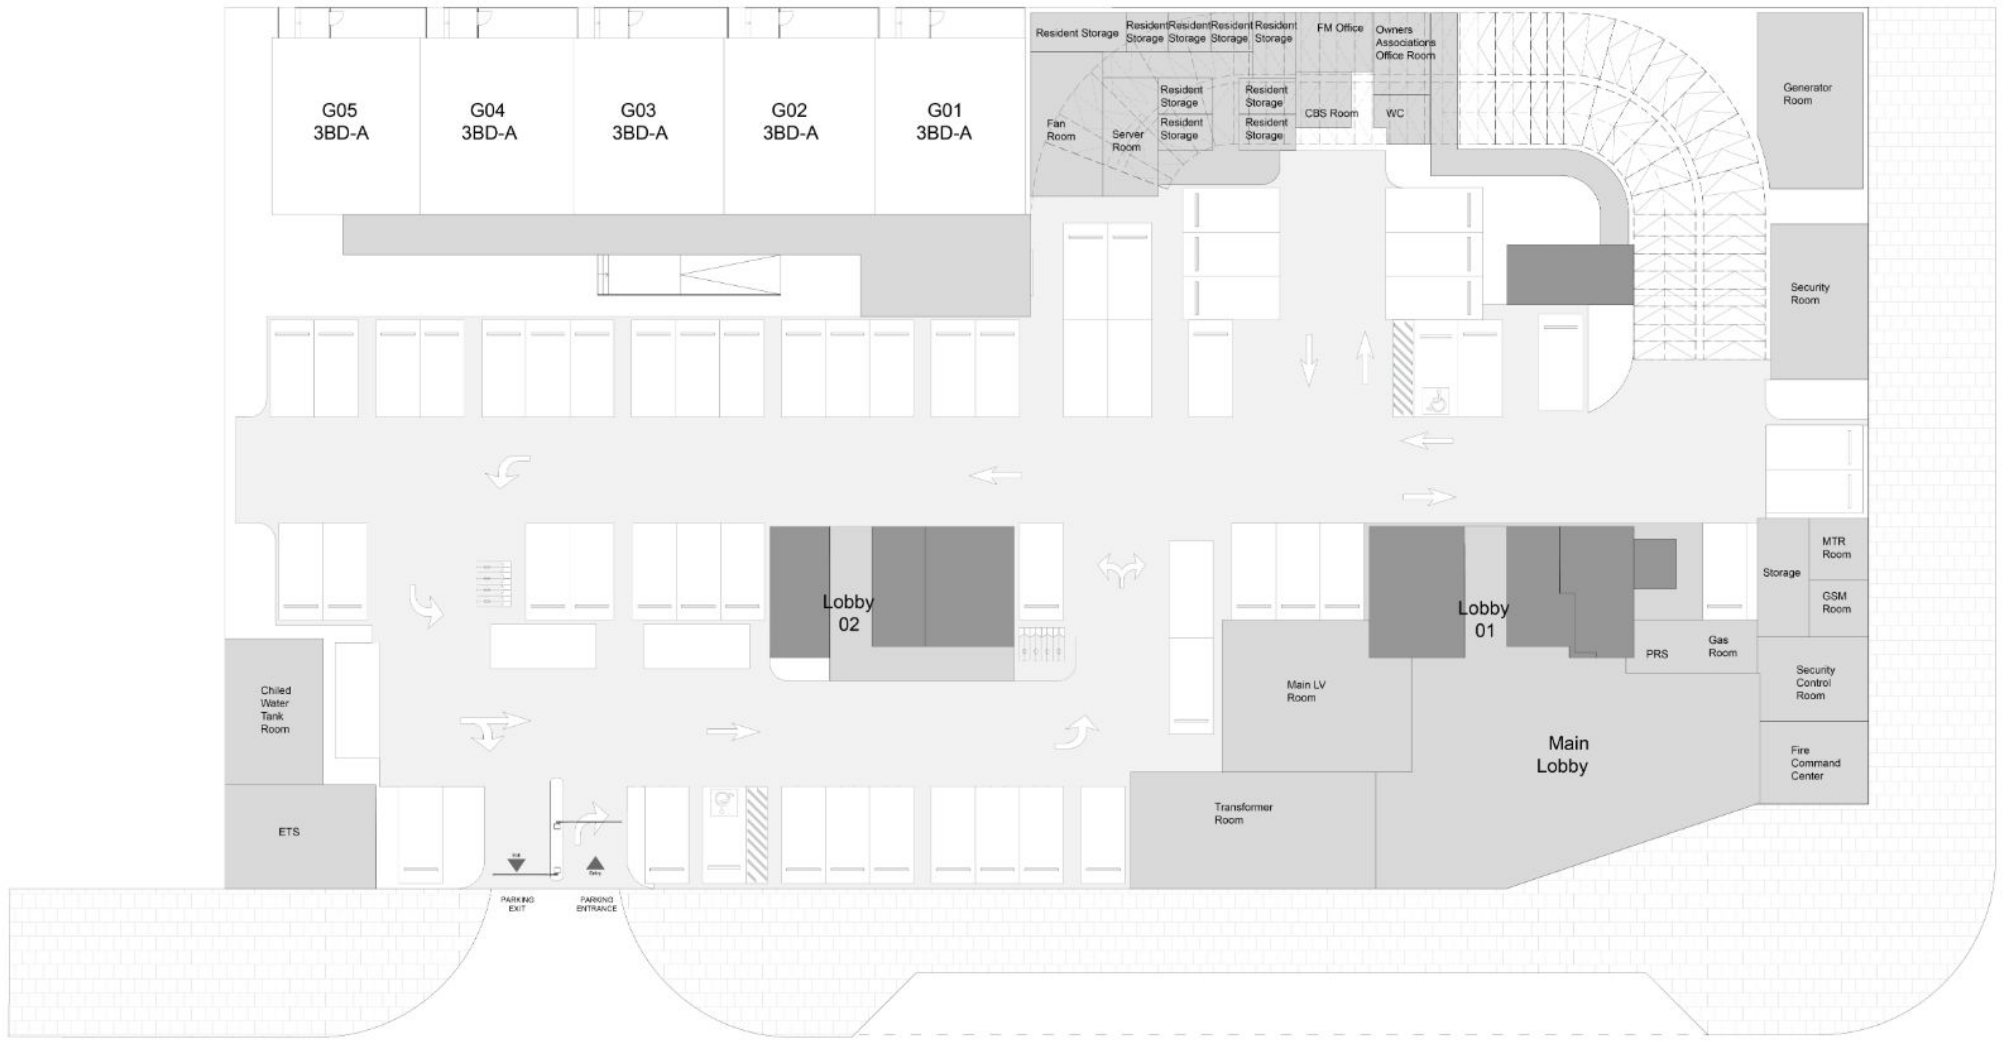 Resident Storage
Resident
Storage
Resident
Storage
Resident
Storage
Resident
Storage
FM Office
Owners
Associations
Office Room
Generator
Room
G05
3BD-A
G04
3BD-A
G03
3BD-A
G02
3BD-A
G01
3BD-A
Fan
Room
Server
Room
Resident
Storage
Resident
Storage
Resident
Storage
Resident
Storage
CBS Room
WC
Security
Room
MTR
Room
Storage
GSM
Room
Lobby
02
Lobby
01
PRS
Gas
Room
Chiled
Water
Tank
Room
Main LV
Room
Security
Control
Room
Main
Lobby
Fire
Command
Center
Transformer
Room
ETS
Exit
Entry
PARKING
EXIT
PARKING
ENTRANCE